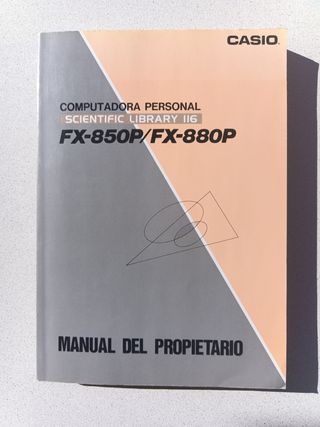 CASIO.
COMPUTADORA PERSONAL
SCIENTIFIC LIBRARY 116
FX-850P/FX-880P
MANUAL DEL PROPIETARIO